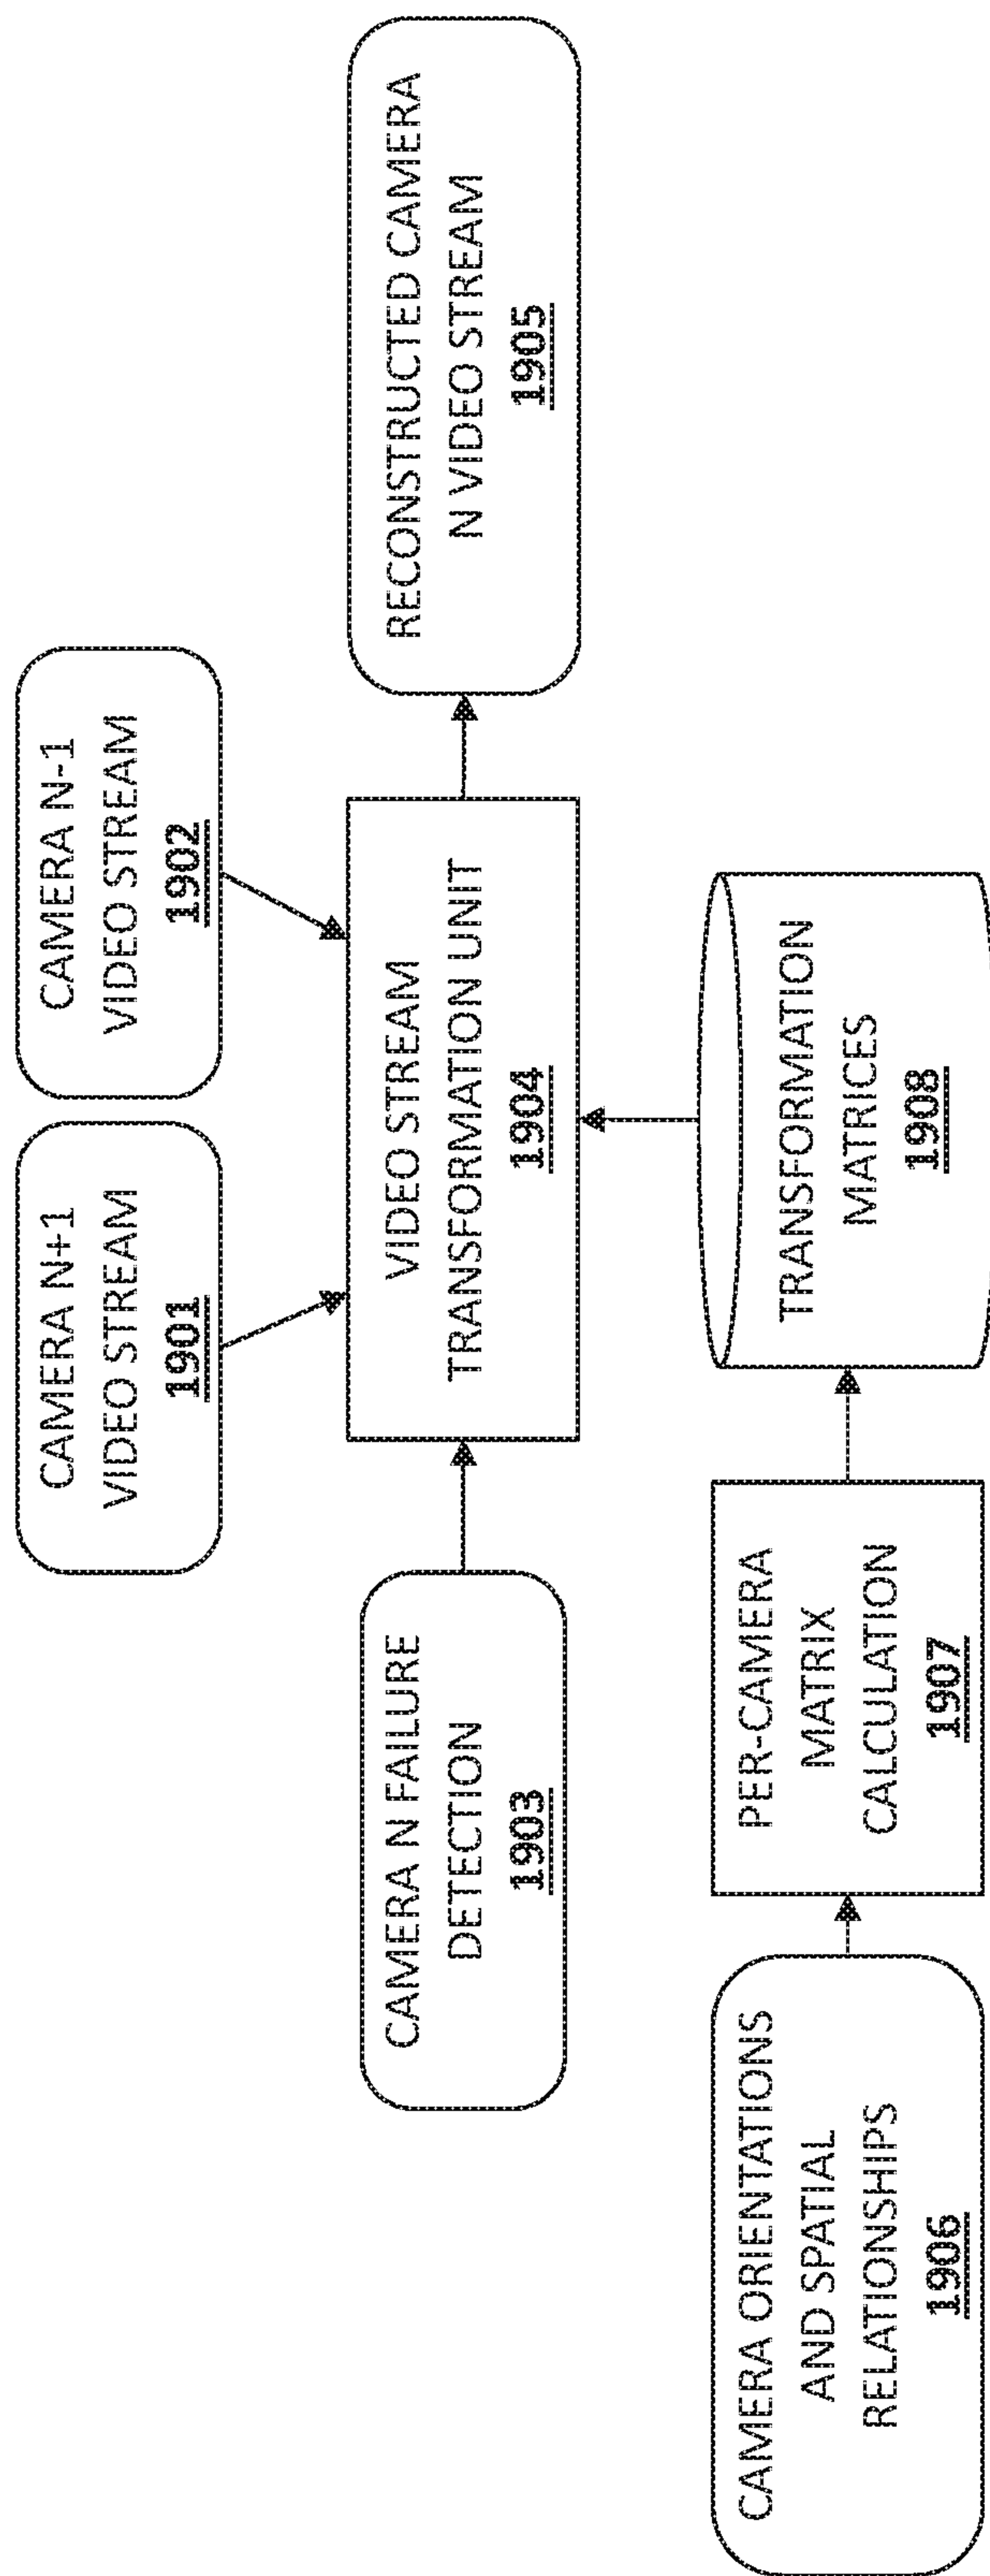 CAMERA N+1
VIDEO STREAM
1901
CAMERA N-1
VIDEO STREAM
1902
CAMERA N FAILURE
DETECTION
1903
VIDEO STREAM
TRANSFORMATION UNIT
1904
RECONSTRUCTED CAMERA
N VIDEO STREAM
1905
CAMERA ORIENTATIONS
AND SPATIAL
RELATIONSHIPS
1906
PER-CAMERA
MATRIX
CALCULATION
1907
TRANSFORMATION
MATRICES
1908